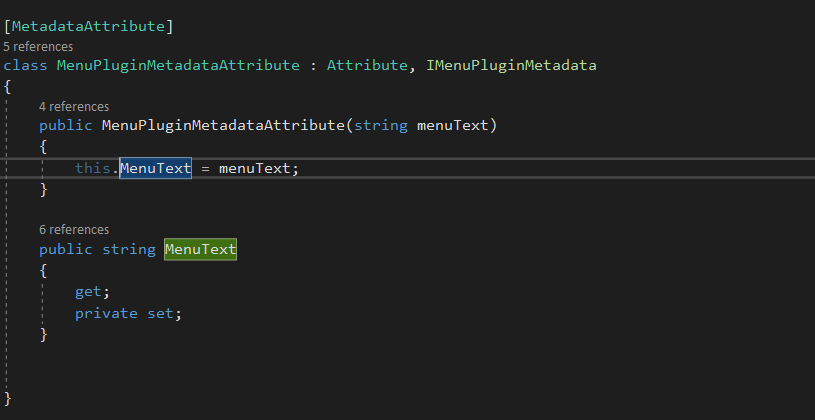 [MetadataAttribute]
5 references
class MenuPluginMetadataAttribute : Attribute, IMenuPluginMetadata
{
4 references
public MenuPluginMetadataAttribute(string menuText)
{
this.MenuText = menuText;
}
6 references
public string MenuText
{
get;
private set;
}
}